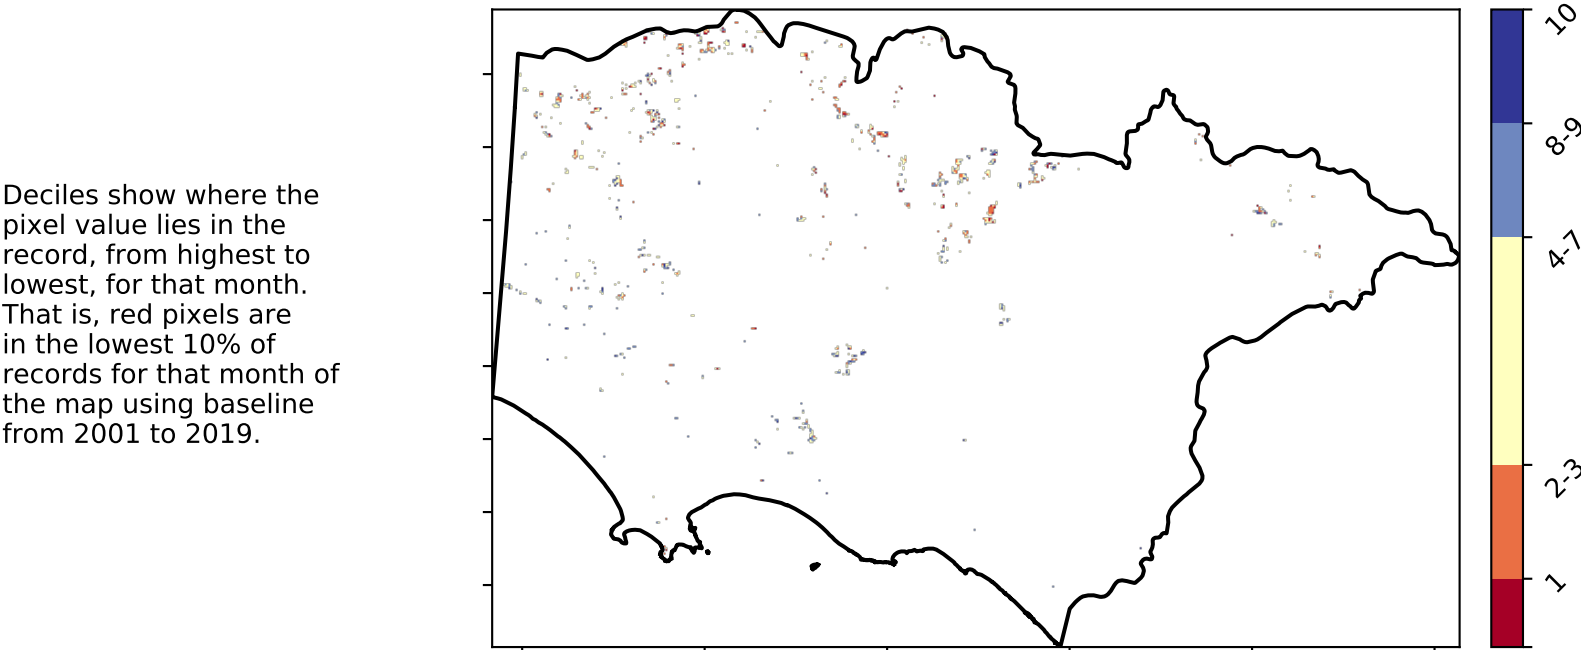 Deciles show where the
pixel value lies in the
record, from highest to
lowest, for that month.
That is, red pixels are
in the lowest 10% of
records for that month of
the map using baseline
from 2001 to 2019.
10
8-9
4-7
2-3
1